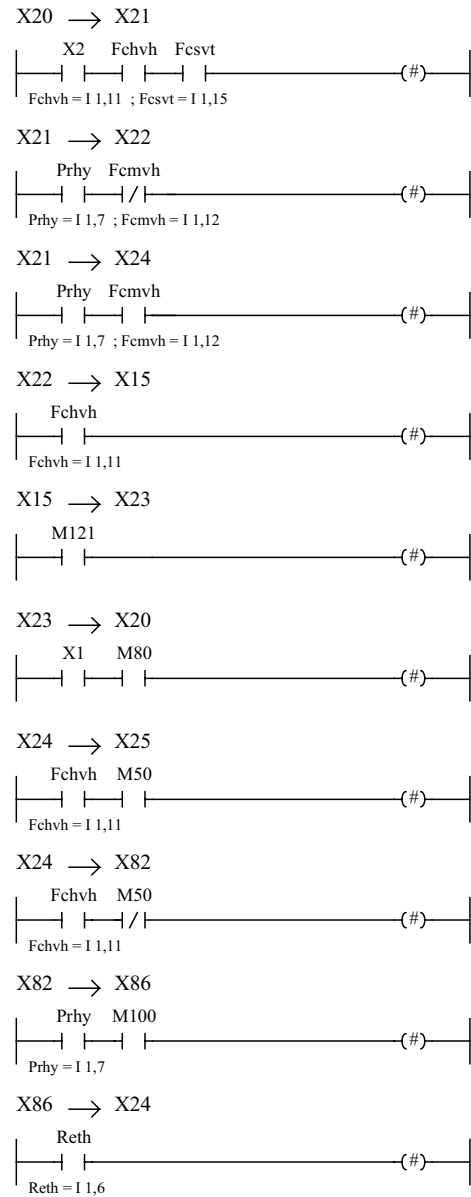 X20 → X21
X2 Fchvh Fcsvt
(#)
Fchvh = I 1,11 ; Fcsvt = I 1,15
X21 → X22
Prhy Fcmvh
(#)
Prhy = I 1,7 ; Fcmvh = I 1,12
X21 → X24
Prhy Fcmvh
(#)
Prhy = I 1,7 ; Fcmvh = I 1,12
X22 → X15
Fchvh
(#)
Fchvh = I 1,11
X15 → X23
M121
(#)
X23 → X20
X1 M80
(#)
X24 → X25
Fchvh M50
(#)
Fchvh = I 1,11
X24 → X82
Fchvh M50
(#)
Fchvh = I 1,11
X82 → X86
Prhy M100
(#)
Prhy = I 1,7
X86 → X24
Reth
(#)
Reth = I 1,6